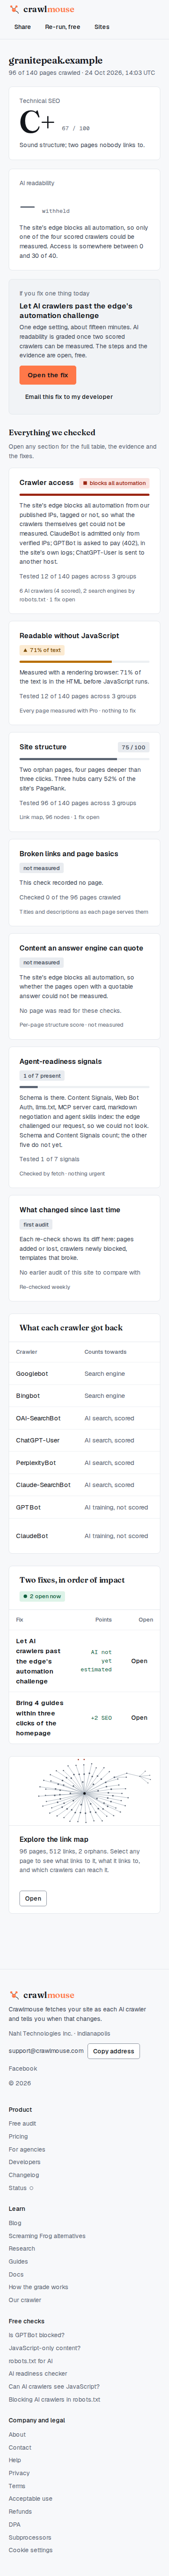 crawlmouse
Share Re-run, free Sites
granitepeak.example
96 of 140 pages crawled · 24 Oct 2026, 14:03 UTC
Technical SEO
C+ 67 / 100
Sound structure; two pages nobody links to.
AI readability
— withheld
The site's edge blocks all automation, so only
one of the four scored crawlers could be
measured. Access is somewhere between 0
and 30 of 40.
If you fix one thing today
Let AI crawlers past the edge's
automation challenge
One edge setting, about fifteen minutes. AI
readability is graded once two scored
crawlers can be measured. The steps and the
evidence are open, free.
Open the fix
Email this fix to my developer
Everything we checked
Open any section for the full table, the evidence and
the fixes.
Crawler access ■ blocks all automation
The site's edge blocks all automation from our
published IPs, tagged or not, so what the
crawlers themselves get could not be
measured. ClaudeBot is admitted only from
verified IPs; GPTBot is asked to pay (402), in
the site's own logs; ChatGPT-User is sent to
another host.
Tested 12 of 140 pages across 3 groups
6 AI crawlers (4 scored), 2 search engines by
robots.txt · 1 fix open
Readable without JavaScript
▲ 71% of text
Measured with a rendering browser: 71% of
the text is in the HTML before JavaScript runs.
Tested 12 of 140 pages across 3 groups
Every page measured with Pro · nothing to fix
Site structure 75 / 100
Two orphan pages, four pages deeper than
three clicks. Three hubs carry 52% of the
site's PageRank.
Tested 96 of 140 pages across 3 groups
Link map, 96 nodes · 1 fix open
Broken links and page basics
not measured
This check recorded no page.
Checked 0 of the 96 pages crawled
Titles and descriptions as each page serves them
Content an answer engine can quote
not measured
The site's edge blocks all automation, so
whether the pages open with a quotable
answer could not be measured.
No page was read for these checks.
Per-page structure score · not measured
Agent-readiness signals
1 of 7 present
Schema is there. Content Signals, Web Bot
Auth, llms.txt, MCP server card, markdown
negotiation and agent skills index: the edge
challenged our request, so we could not look.
Schema and Content Signals count; the other
five do not yet.
Tested 1 of 7 signals
Checked by fetch · nothing urgent
What changed since last time
first audit
Each re-check shows its diff here: pages
added or lost, crawlers newly blocked,
templates that broke.
No earlier audit of this site to compare with
Re-checked weekly
What each crawler got back
Crawler Counts towards
Googlebot Search engine
Bingbot Search engine
OAI-SearchBot AI search, scored
ChatGPT-User AI search, scored
PerplexityBot AI search, scored
Claude-SearchBot AI search, scored
GPTBot AI training, not scored
ClaudeBot AI training, not scored
Two fixes, in order of impact
● 2 open now
Fix Points Open
Let AI
crawlers past
the edge's
automation
challenge
AI not
yet
estimated
Open
Bring 4 guides
within three
clicks of the
homepage
+2 SEO
Open
Explore the link map
96 pages, 512 links, 2 orphans. Select any
page to see what links to it, what it links to,
and which crawlers can reach it.
Open
crawlmouse
Crawlmouse fetches your site as each AI crawler
and tells you when that changes.
Nahi Technologies Inc. · Indianapolis
support@crawlmouse.com Copy address
Facebook
© 2026
Product
Free audit
Pricing
For agencies
Developers
Changelog
Status
Learn
Blog
Screaming Frog alternatives
Research
Guides
Docs
How the grade works
Our crawler
Free checks
Is GPTBot blocked?
JavaScript-only content?
robots.txt for AI
AI readiness checker
Can AI crawlers see JavaScript?
Blocking AI crawlers in robots.txt
Company and legal
About
Contact
Help
Privacy
Terms
Acceptable use
Refunds
DPA
Subprocessors
Cookie settings